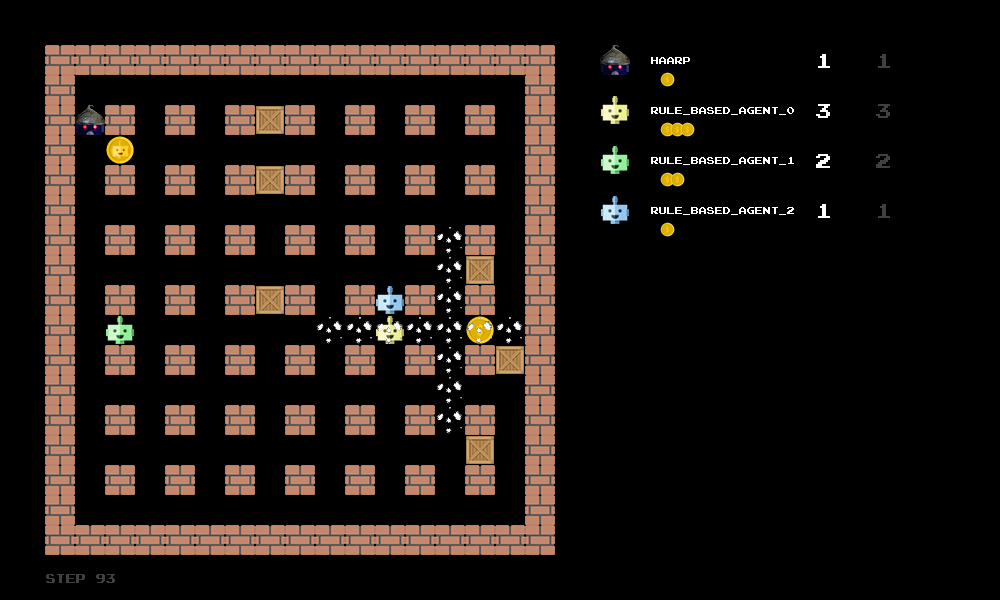 HAARP 1 1
RULE_BASED_AGENT_0 3 3
RULE_BASED_AGENT_1 2 2
RULE_BASED_AGENT_2 1 1
STEP 93